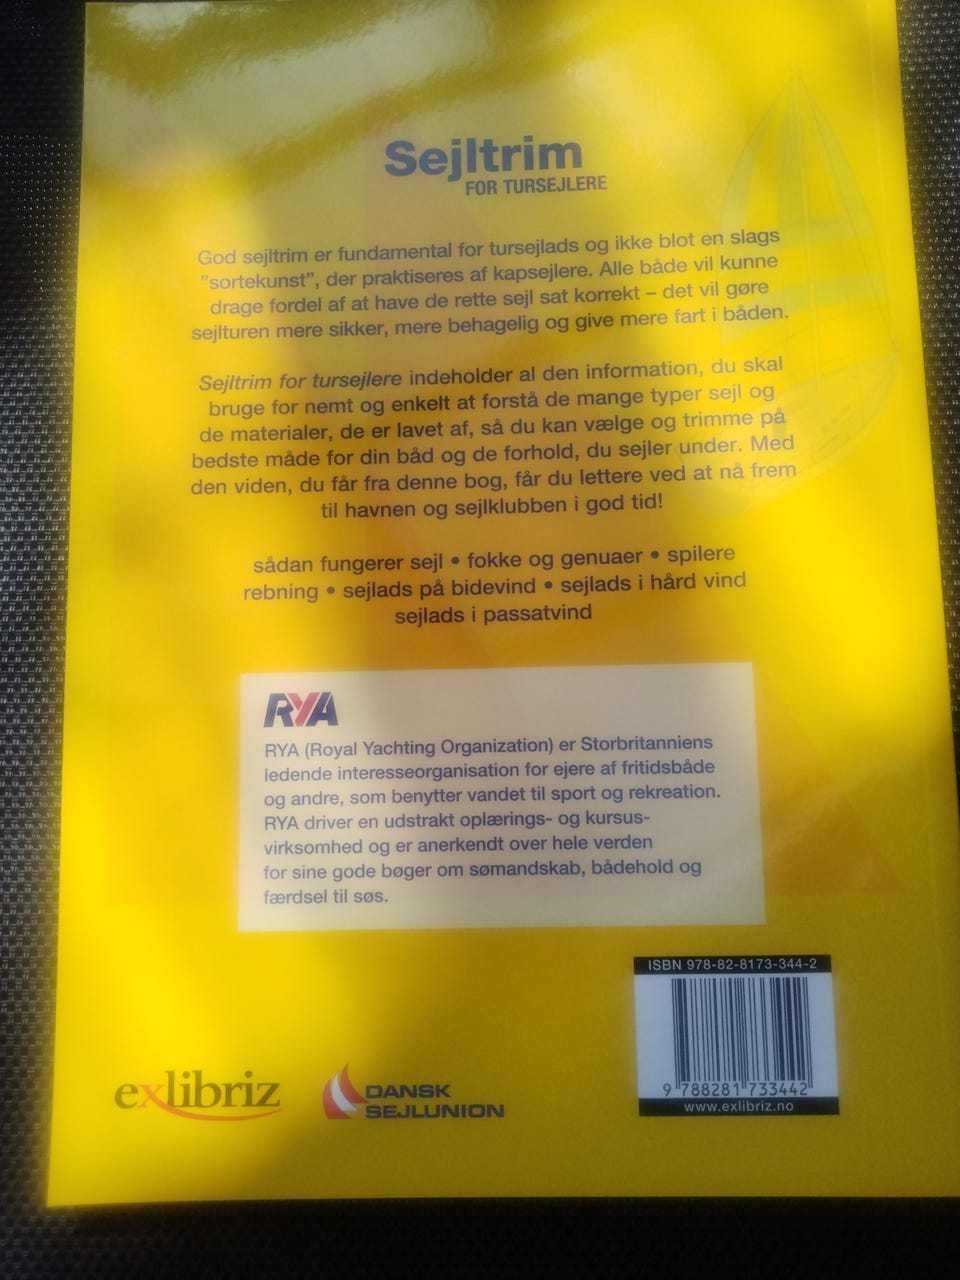 Sejltrim
FOR TURSEJLERE
God sejltrim er fundamental for tursejlads og ikke blot en slags
"sortekunst", der praktiseres af kapsejlere. Alle både vil kunne
drage fordel af at have de rette sejl sat korrekt – det vil gøre
sejlturen mere sikker, mere behagelig og give mere fart i båden.
Sejltrim for tursejlere indeholder al den information, du skal
bruge for nemt og enkelt at forstå de mange typer sejl og
de materialer, de er lavet af, så du kan vælge og trimme på
bedste måde for din båd og de forhold, du sejler under. Med
den viden, du får fra denne bog, får du lettere ved at nå frem
til havnen og sejlklubben i god tid!
sådan fungerer sejl • fokke og genuaer • spilere
rebning • sejlads på bidevind • sejlads i hård vind
sejlads i passatvind
RYA
RYA (Royal Yachting Organization) er Storbritanniens
ledende interesseorganisation for ejere af fritidsbåde
og andre, som benytter vandet til sport og rekreation.
RYA driver en udstrakt oplærings- og kursus-
virksomhed og er anerkendt over hele verden
for sine gode bøger om sømandskab, bådehold og
færdsel til søs.
ISBN 978-82-8173-344-2
9 788281 733442
www.exlibriz.no
exlibriz
DANSK
SEJLUNION